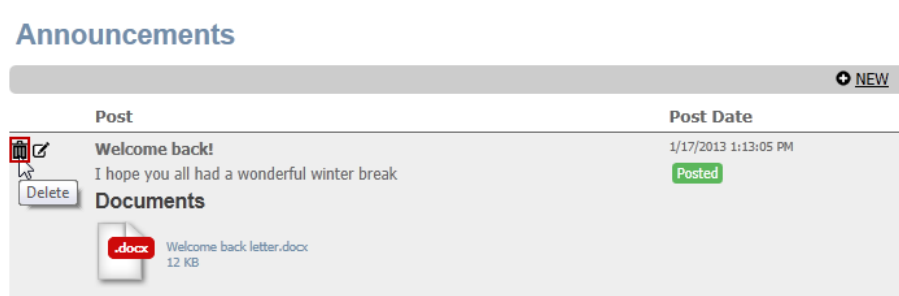 Announcements
NEW
Post Post Date
Welcome back! 1/17/2013 1:13:05 PM
I hope you all had a wonderful winter break Posted
Delete
Documents
.docx Welcome back letter.docx
12 KB